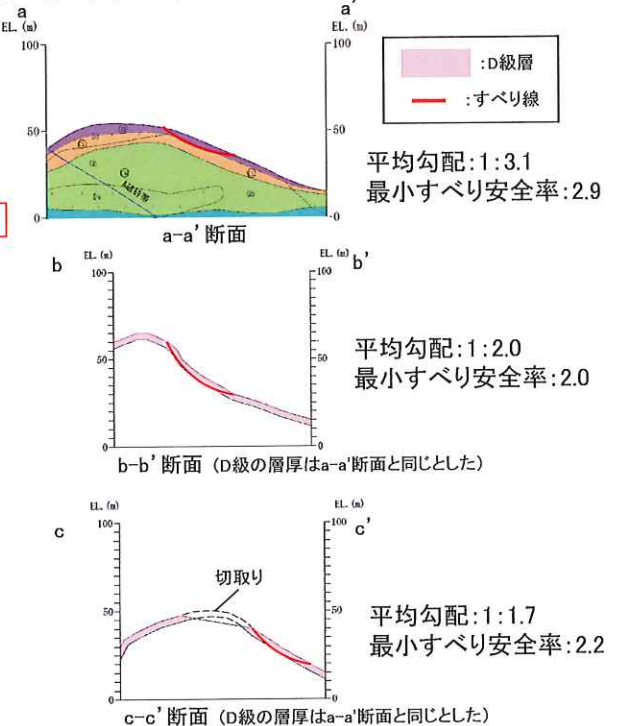 a
a'
EL. (m)
EL. (m)
100
100
50
50
0
0
a-a'断面
:D級層
:すべり線
平均勾配:1:3.1
最小すべり安全率:2.9
b
EL. (m)
EL. (m)
b'
100
100
50
50
0
0
b-b'断面 (D級の層厚はa-a'断面と同じとした)
平均勾配:1:2.0
最小すべり安全率:2.0
c
EL. (m)
EL. (m)
c'
100
100
切取り
50
50
0
0
c-c'断面 (D級の層厚はa-a'断面と同じとした)
平均勾配:1:1.7
最小すべり安全率:2.2